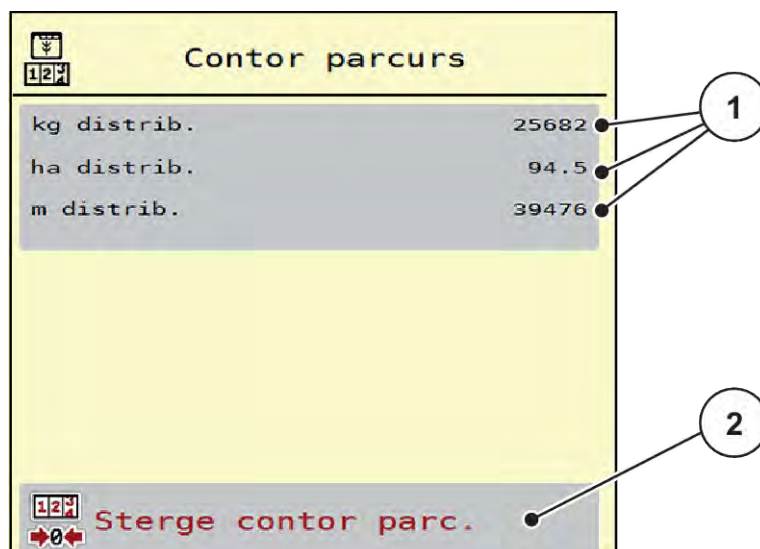 Contor parcurs
kg distrib. 25682
ha distrib. 94.5
m distrib. 39476
1
2
Sterge contor parc.